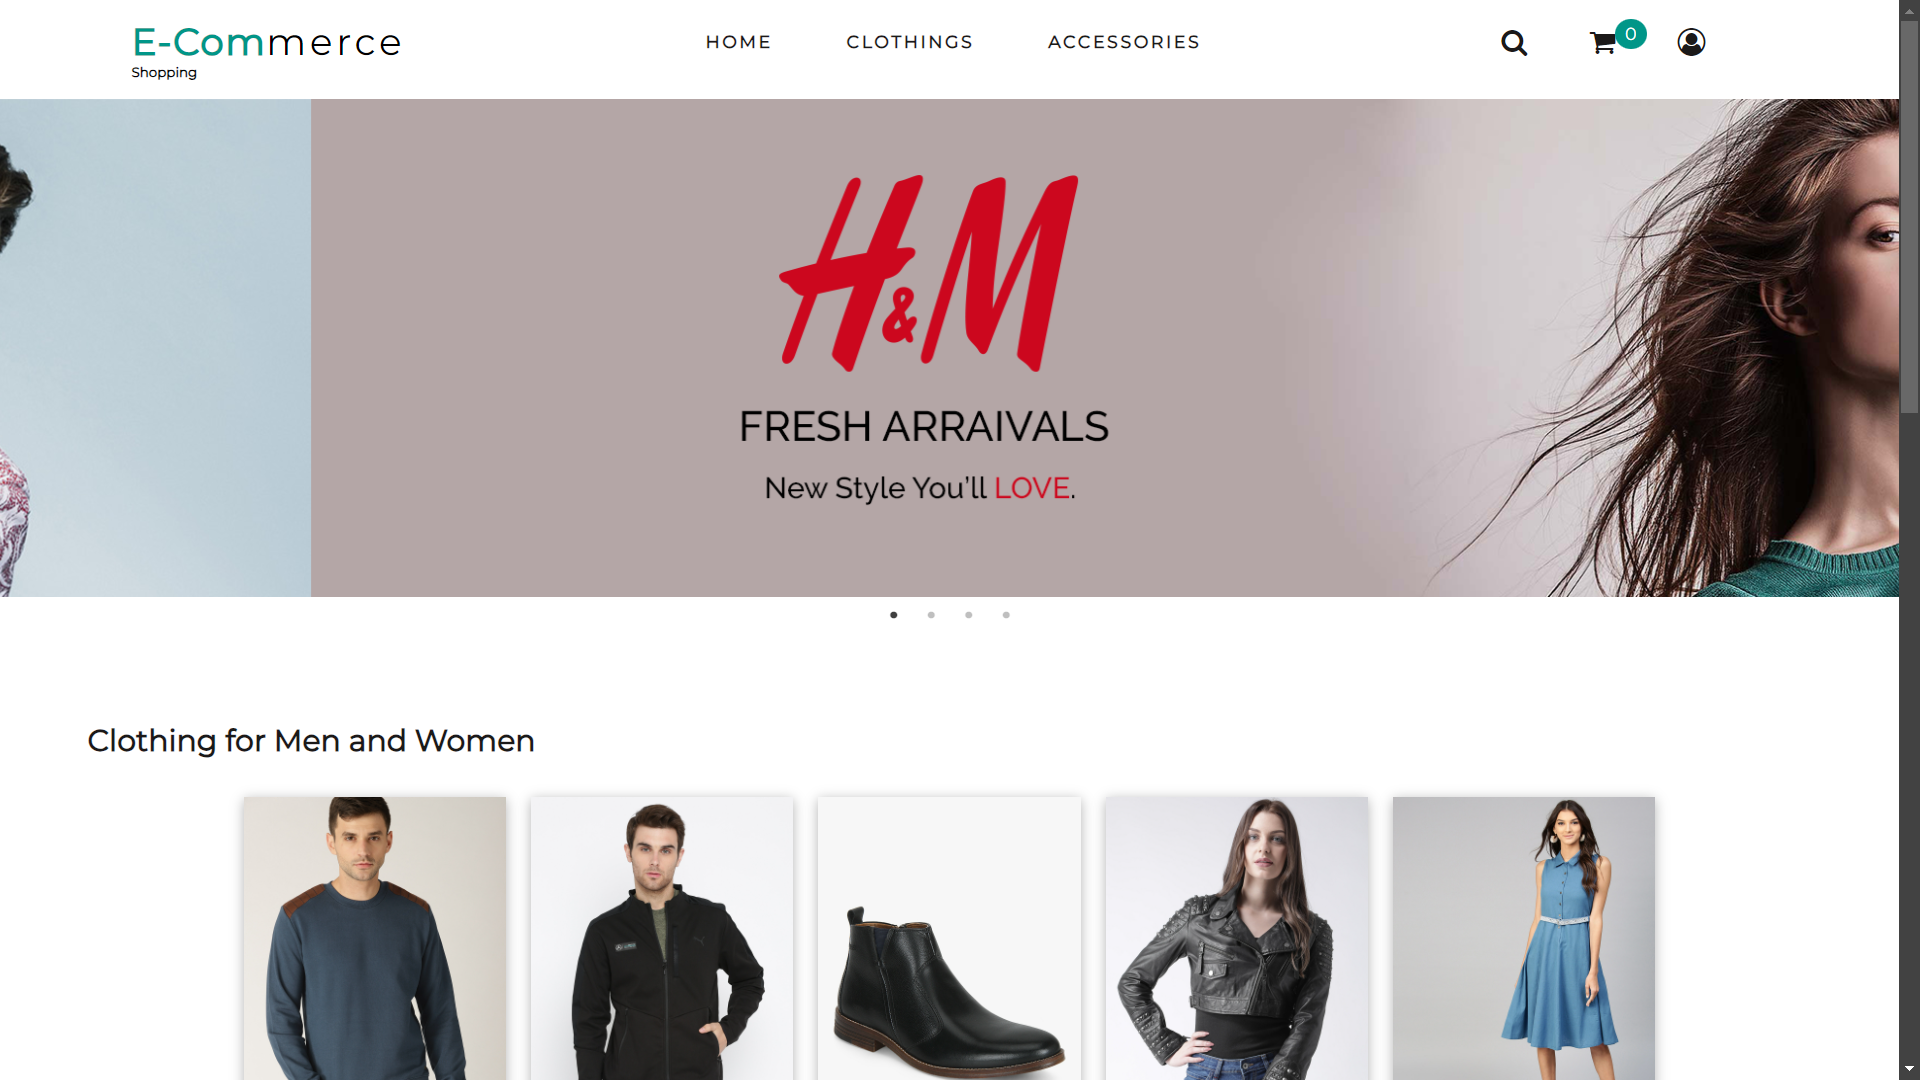 E-Commerce
Shopping
HOME
CLOTHINGS
ACCESSORIES
0
H&M
FRESH ARRAIVALS
New Style You'll LOVE.
Clothing for Men and Women